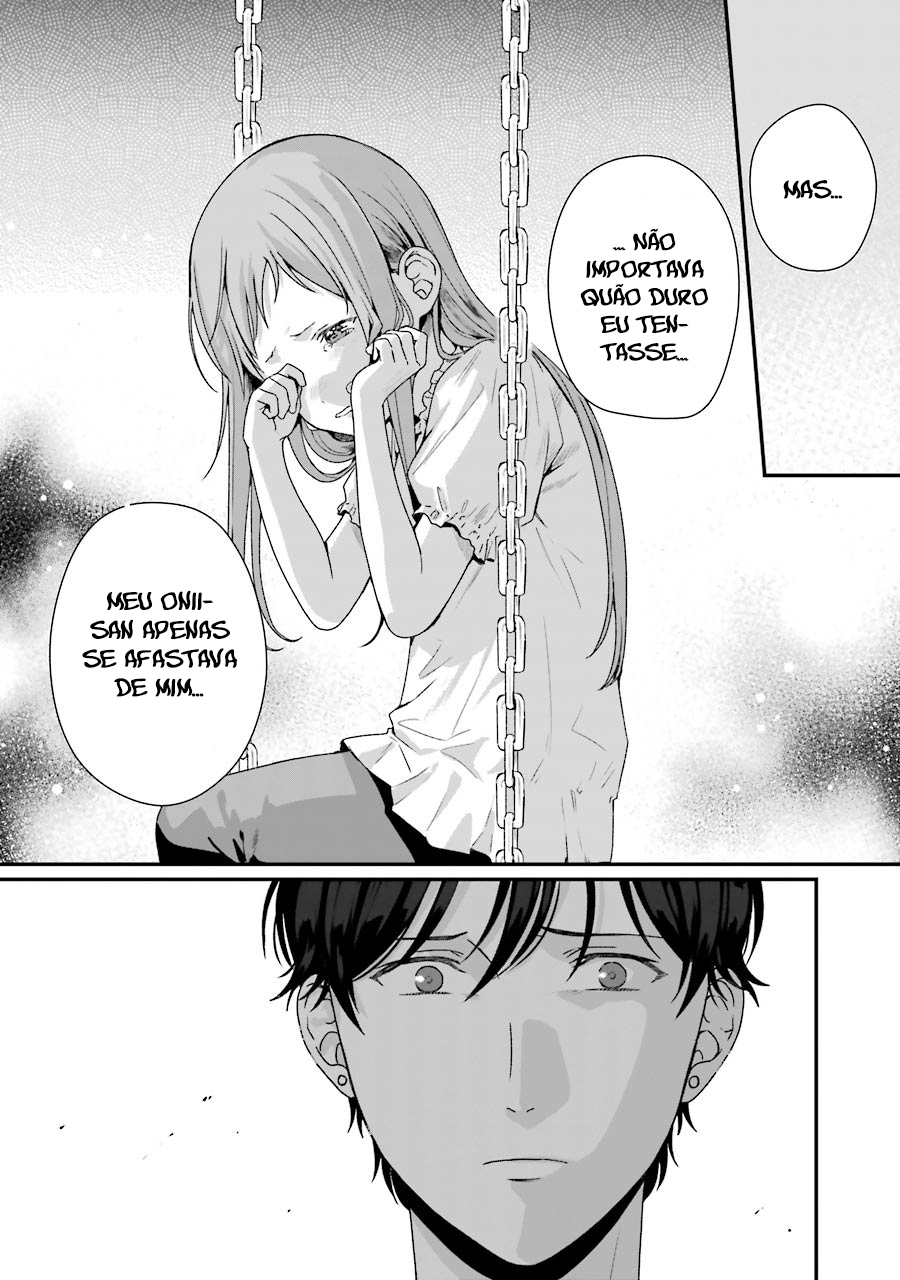 MAS...
... NÃO
IMPORTAVA
QUÃO DURO
EU TEN-
TASSE...
MEU ONII-
SAN APENAS
SE AFASTAVA
DE MIM...